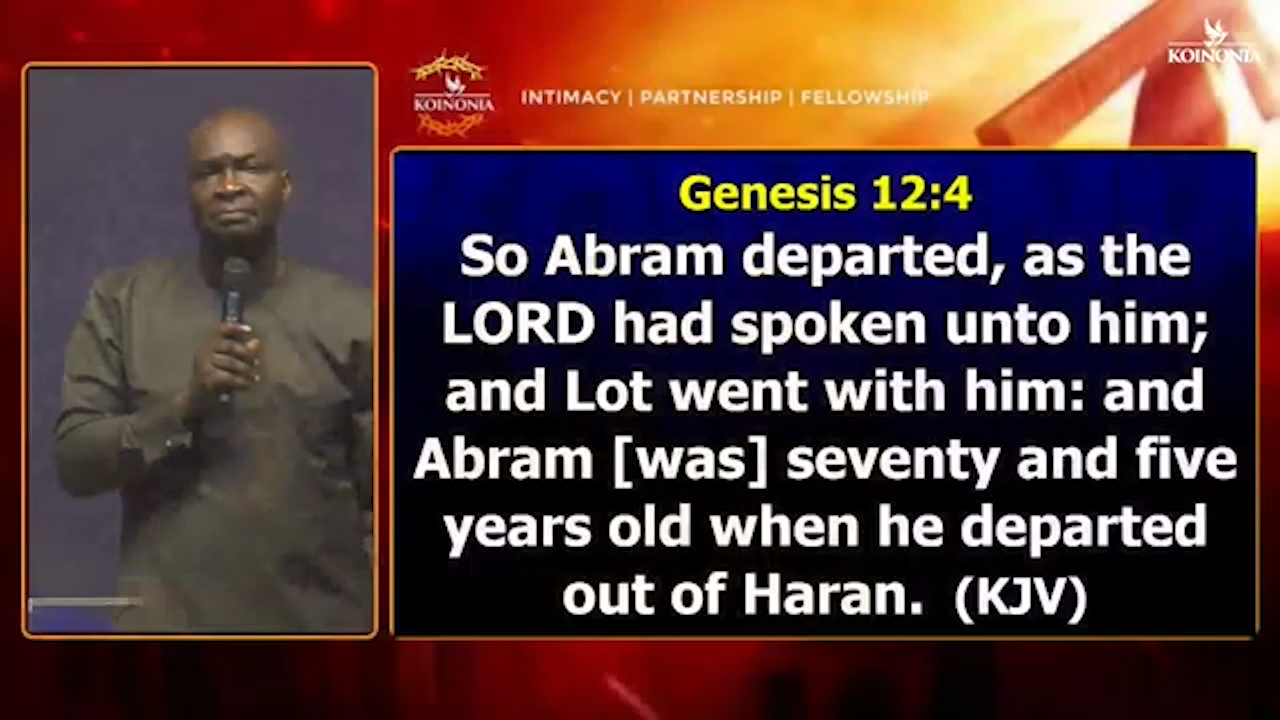 KOINONIA
KOINONIA
INTIMACY | PARTNERSHIP | FELLOWSHIP
Genesis 12:4
So Abram departed, as the
LORD had spoken unto him;
and Lot went with him: and
Abram [was] seventy and five
years old when he departed
out of Haran. (KJV)